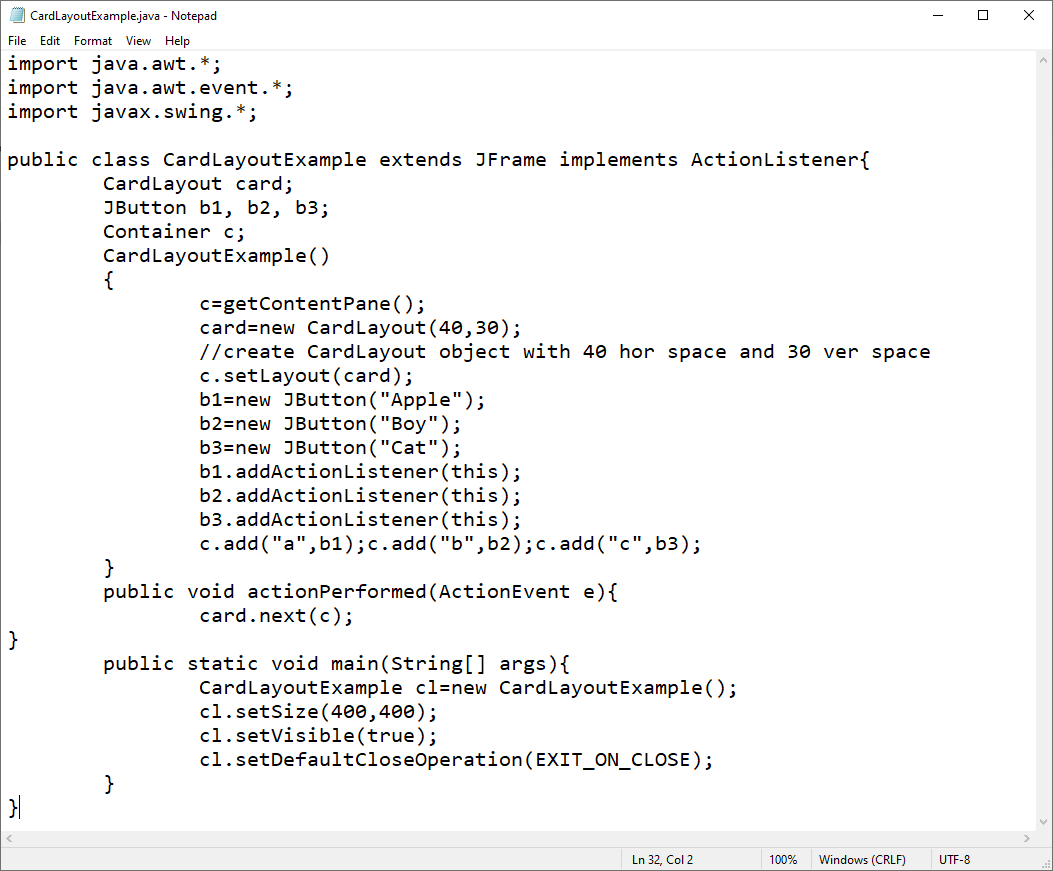 CardLayoutExample.java - Notepad
File Edit Format View Help
import java.awt.*;
import java.awt.event.*;
import javax.swing.*;

public class CardLayoutExample extends JFrame implements ActionListener{
        CardLayout card;
        JButton b1, b2, b3;
        Container c;
        CardLayoutExample()
        {
                c=getContentPane();
                card=new CardLayout(40,30);
                //create CardLayout object with 40 hor space and 30 ver space
                c.setLayout(card);
                b1=new JButton("Apple");
                b2=new JButton("Boy");
                b3=new JButton("Cat");
                b1.addActionListener(this);
                b2.addActionListener(this);
                b3.addActionListener(this);
                c.add("a",b1);c.add("b",b2);c.add("c",b3);
        }
        public void actionPerformed(ActionEvent e){
                card.next(c);
}
        public static void main(String[] args){
                CardLayoutExample cl=new CardLayoutExample();
                cl.setSize(400,400);
                cl.setVisible(true);
                cl.setDefaultCloseOperation(EXIT_ON_CLOSE);
        }
}
Ln 32, Col 2 100% Windows (CRLF) UTF-8